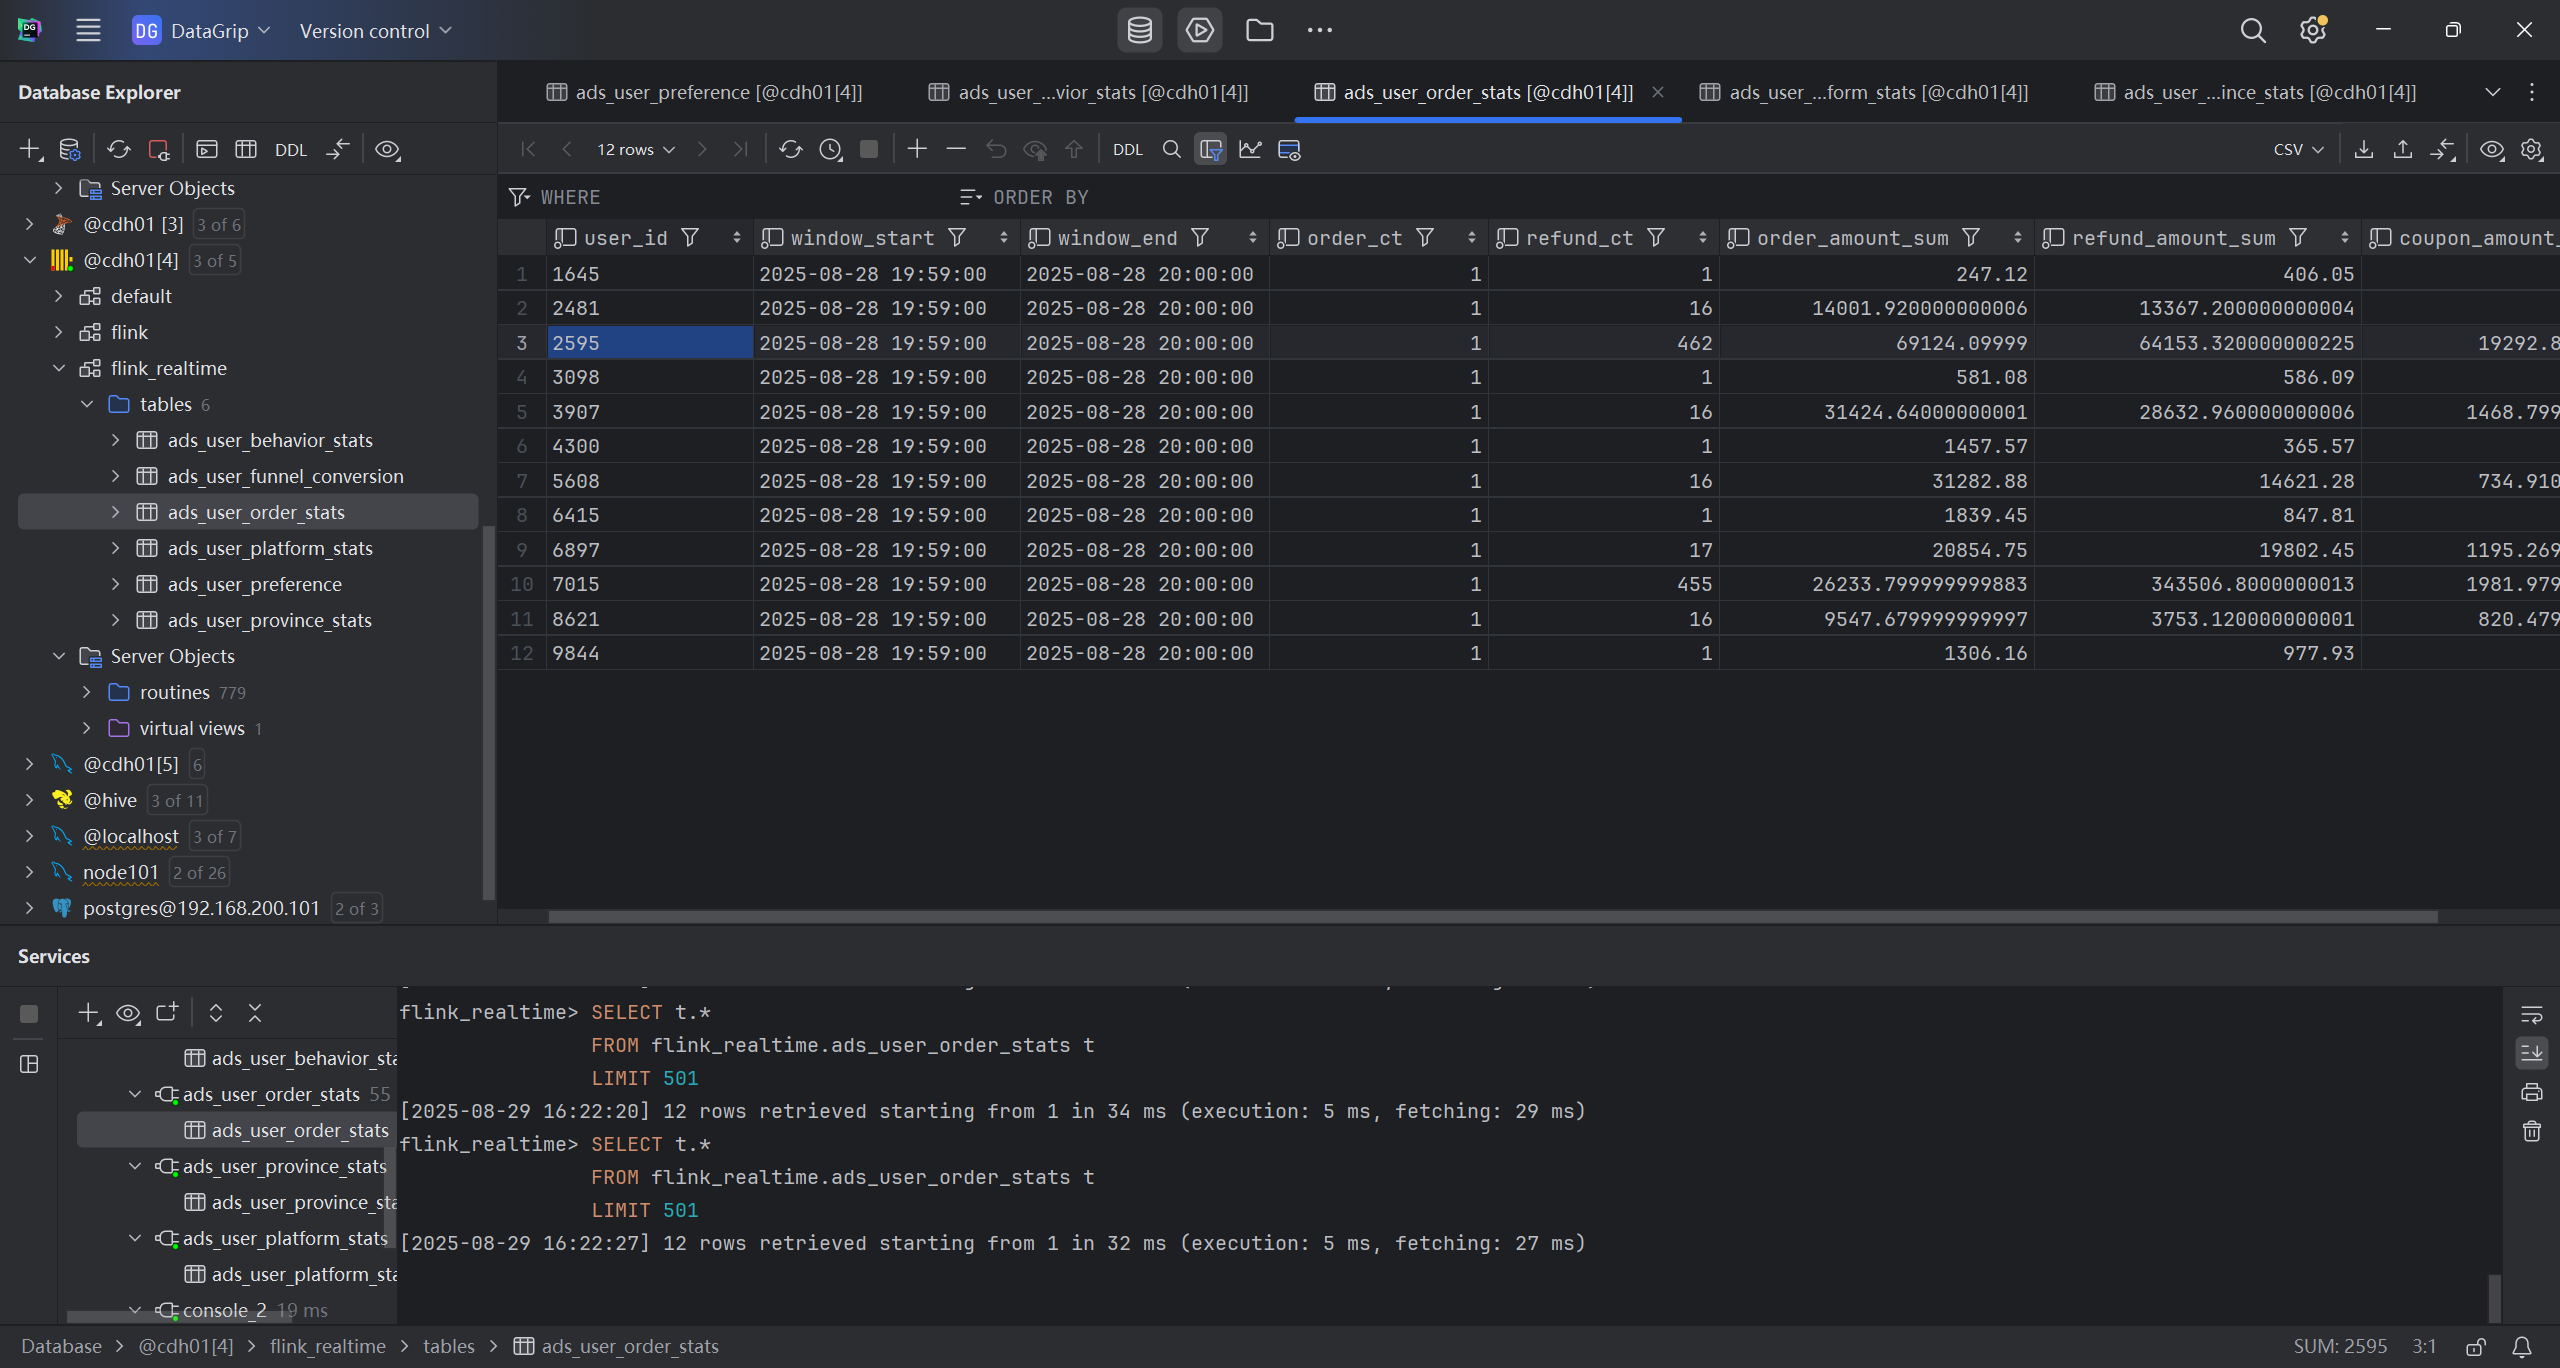 DG DataGrip Version control
Database Explorer
ads_user_preference [@cdh01[4]] ads_user_...vior_stats [@cdh01[4]] ads_user_order_stats [@cdh01[4]] ads_user_...form_stats [@cdh01[4]] ads_user_...ince_stats [@cdh01[4]]
DDL
12 rows DDL CSV
WHERE ORDER BY
Server Objects
@cdh01 [3] 3 of 6
@cdh01[4] 3 of 5
default
flink
flink_realtime
tables 6
ads_user_behavior_stats
ads_user_funnel_conversion
ads_user_order_stats
ads_user_platform_stats
ads_user_preference
ads_user_province_stats
Server Objects
routines 779
virtual views 1
@cdh01[5] 6
@hive 3 of 11
@localhost 3 of 7
node101 2 of 26
postgres@192.168.200.101 2 of 3
user_id window_start window_end order_ct refund_ct order_amount_sum refund_amount_sum coupon_amount_
1 1645 2025-08-28 19:59:00 2025-08-28 20:00:00 1 1 247.12 406.05
2 2481 2025-08-28 19:59:00 2025-08-28 20:00:00 1 16 14001.920000000006 13367.200000000004
3 2595 2025-08-28 19:59:00 2025-08-28 20:00:00 1 462 69124.09999 64153.320000000225 19292.8
4 3098 2025-08-28 19:59:00 2025-08-28 20:00:00 1 1 581.08 586.09
5 3907 2025-08-28 19:59:00 2025-08-28 20:00:00 1 16 31424.64000000001 28632.960000000006 1468.799
6 4300 2025-08-28 19:59:00 2025-08-28 20:00:00 1 1 1457.57 365.57
7 5608 2025-08-28 19:59:00 2025-08-28 20:00:00 1 16 31282.88 14621.28 734.910
8 6415 2025-08-28 19:59:00 2025-08-28 20:00:00 1 1 1839.45 847.81
9 6897 2025-08-28 19:59:00 2025-08-28 20:00:00 1 17 20854.75 19802.45 1195.269
10 7015 2025-08-28 19:59:00 2025-08-28 20:00:00 1 455 26233.799999999883 343506.8000000013 1981.979
11 8621 2025-08-28 19:59:00 2025-08-28 20:00:00 1 16 9547.679999999997 3753.120000000001 820.479
12 9844 2025-08-28 19:59:00 2025-08-28 20:00:00 1 1 1306.16 977.93
Services
ads_user_behavior_sta
ads_user_order_stats 55
ads_user_order_stats
ads_user_province_stats
ads_user_province_sta
ads_user_platform_stats
ads_user_platform_sta
console_2 19 ms
flink_realtime> SELECT t.*
FROM flink_realtime.ads_user_order_stats t
LIMIT 501
[2025-08-29 16:22:20] 12 rows retrieved starting from 1 in 34 ms (execution: 5 ms, fetching: 29 ms)
flink_realtime> SELECT t.*
FROM flink_realtime.ads_user_order_stats t
LIMIT 501
[2025-08-29 16:22:27] 12 rows retrieved starting from 1 in 32 ms (execution: 5 ms, fetching: 27 ms)
Database > @cdh01[4] > flink_realtime > tables > ads_user_order_stats SUM: 2595 3:1